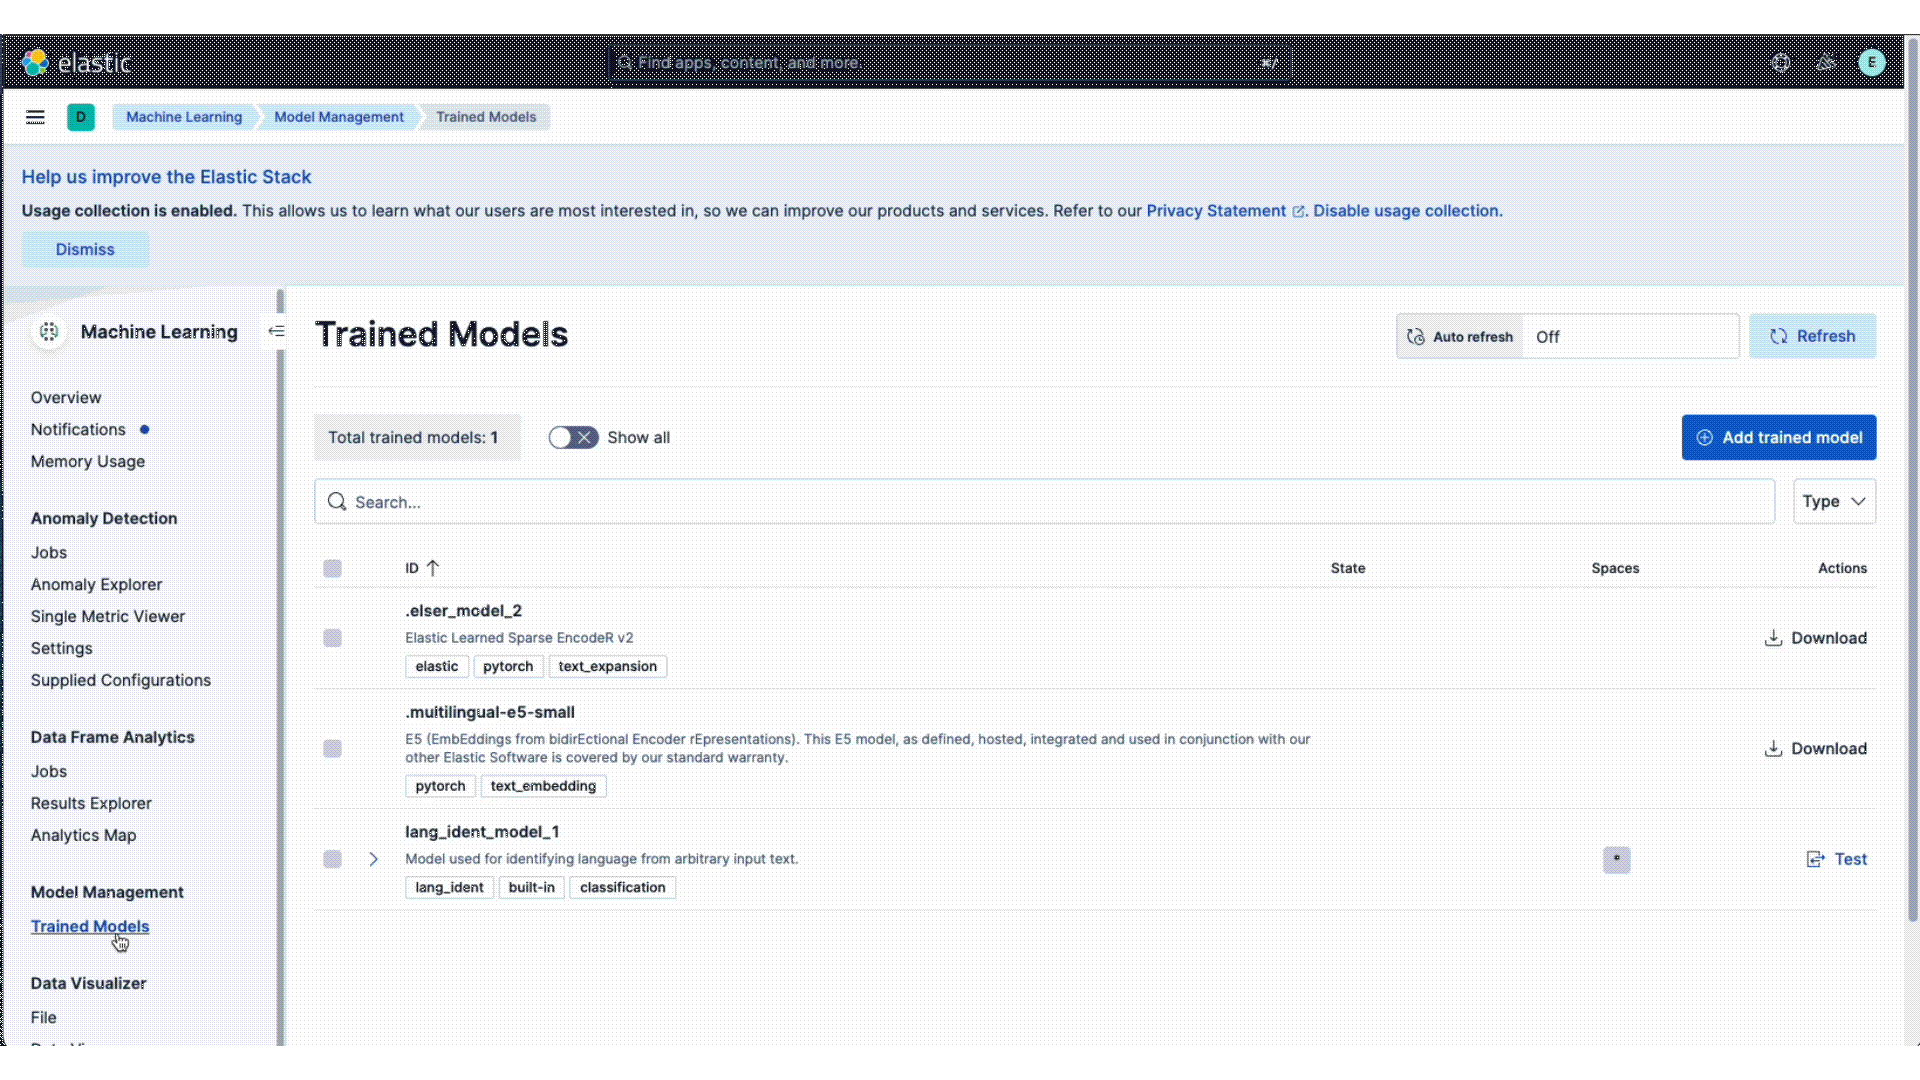 elastic
Find apps, content, and more.
⌘/
E
D
Machine Learning
Model Management
Trained Models
Help us improve the Elastic Stack
Usage collection is enabled. This allows us to learn what our users are most interested in, so we can improve our products and services. Refer to our Privacy Statement. Disable usage collection.
Dismiss
Machine Learning
Overview
Notifications
Memory Usage
Anomaly Detection
Jobs
Anomaly Explorer
Single Metric Viewer
Settings
Supplied Configurations
Data Frame Analytics
Jobs
Results Explorer
Analytics Map
Model Management
Trained Models
Data Visualizer
File
Trained Models
Auto refresh
Off
Refresh
Total trained models: 1
Show all
Add trained model
Search...
Type
ID
State
Spaces
Actions
.elser_model_2
Elastic Learned Sparse EncodeR v2
elastic
pytorch
text_expansion
Download
.multilingual-e5-small
E5 (EmbEddings from bidirEctional Encoder rEpresentations). This E5 model, as defined, hosted, integrated and used in conjunction with our
other Elastic Software is covered by our standard warranty.
pytorch
text_embedding
Download
lang_ident_model_1
Model used for identifying language from arbitrary input text.
lang_ident
built-in
classification
*
Test